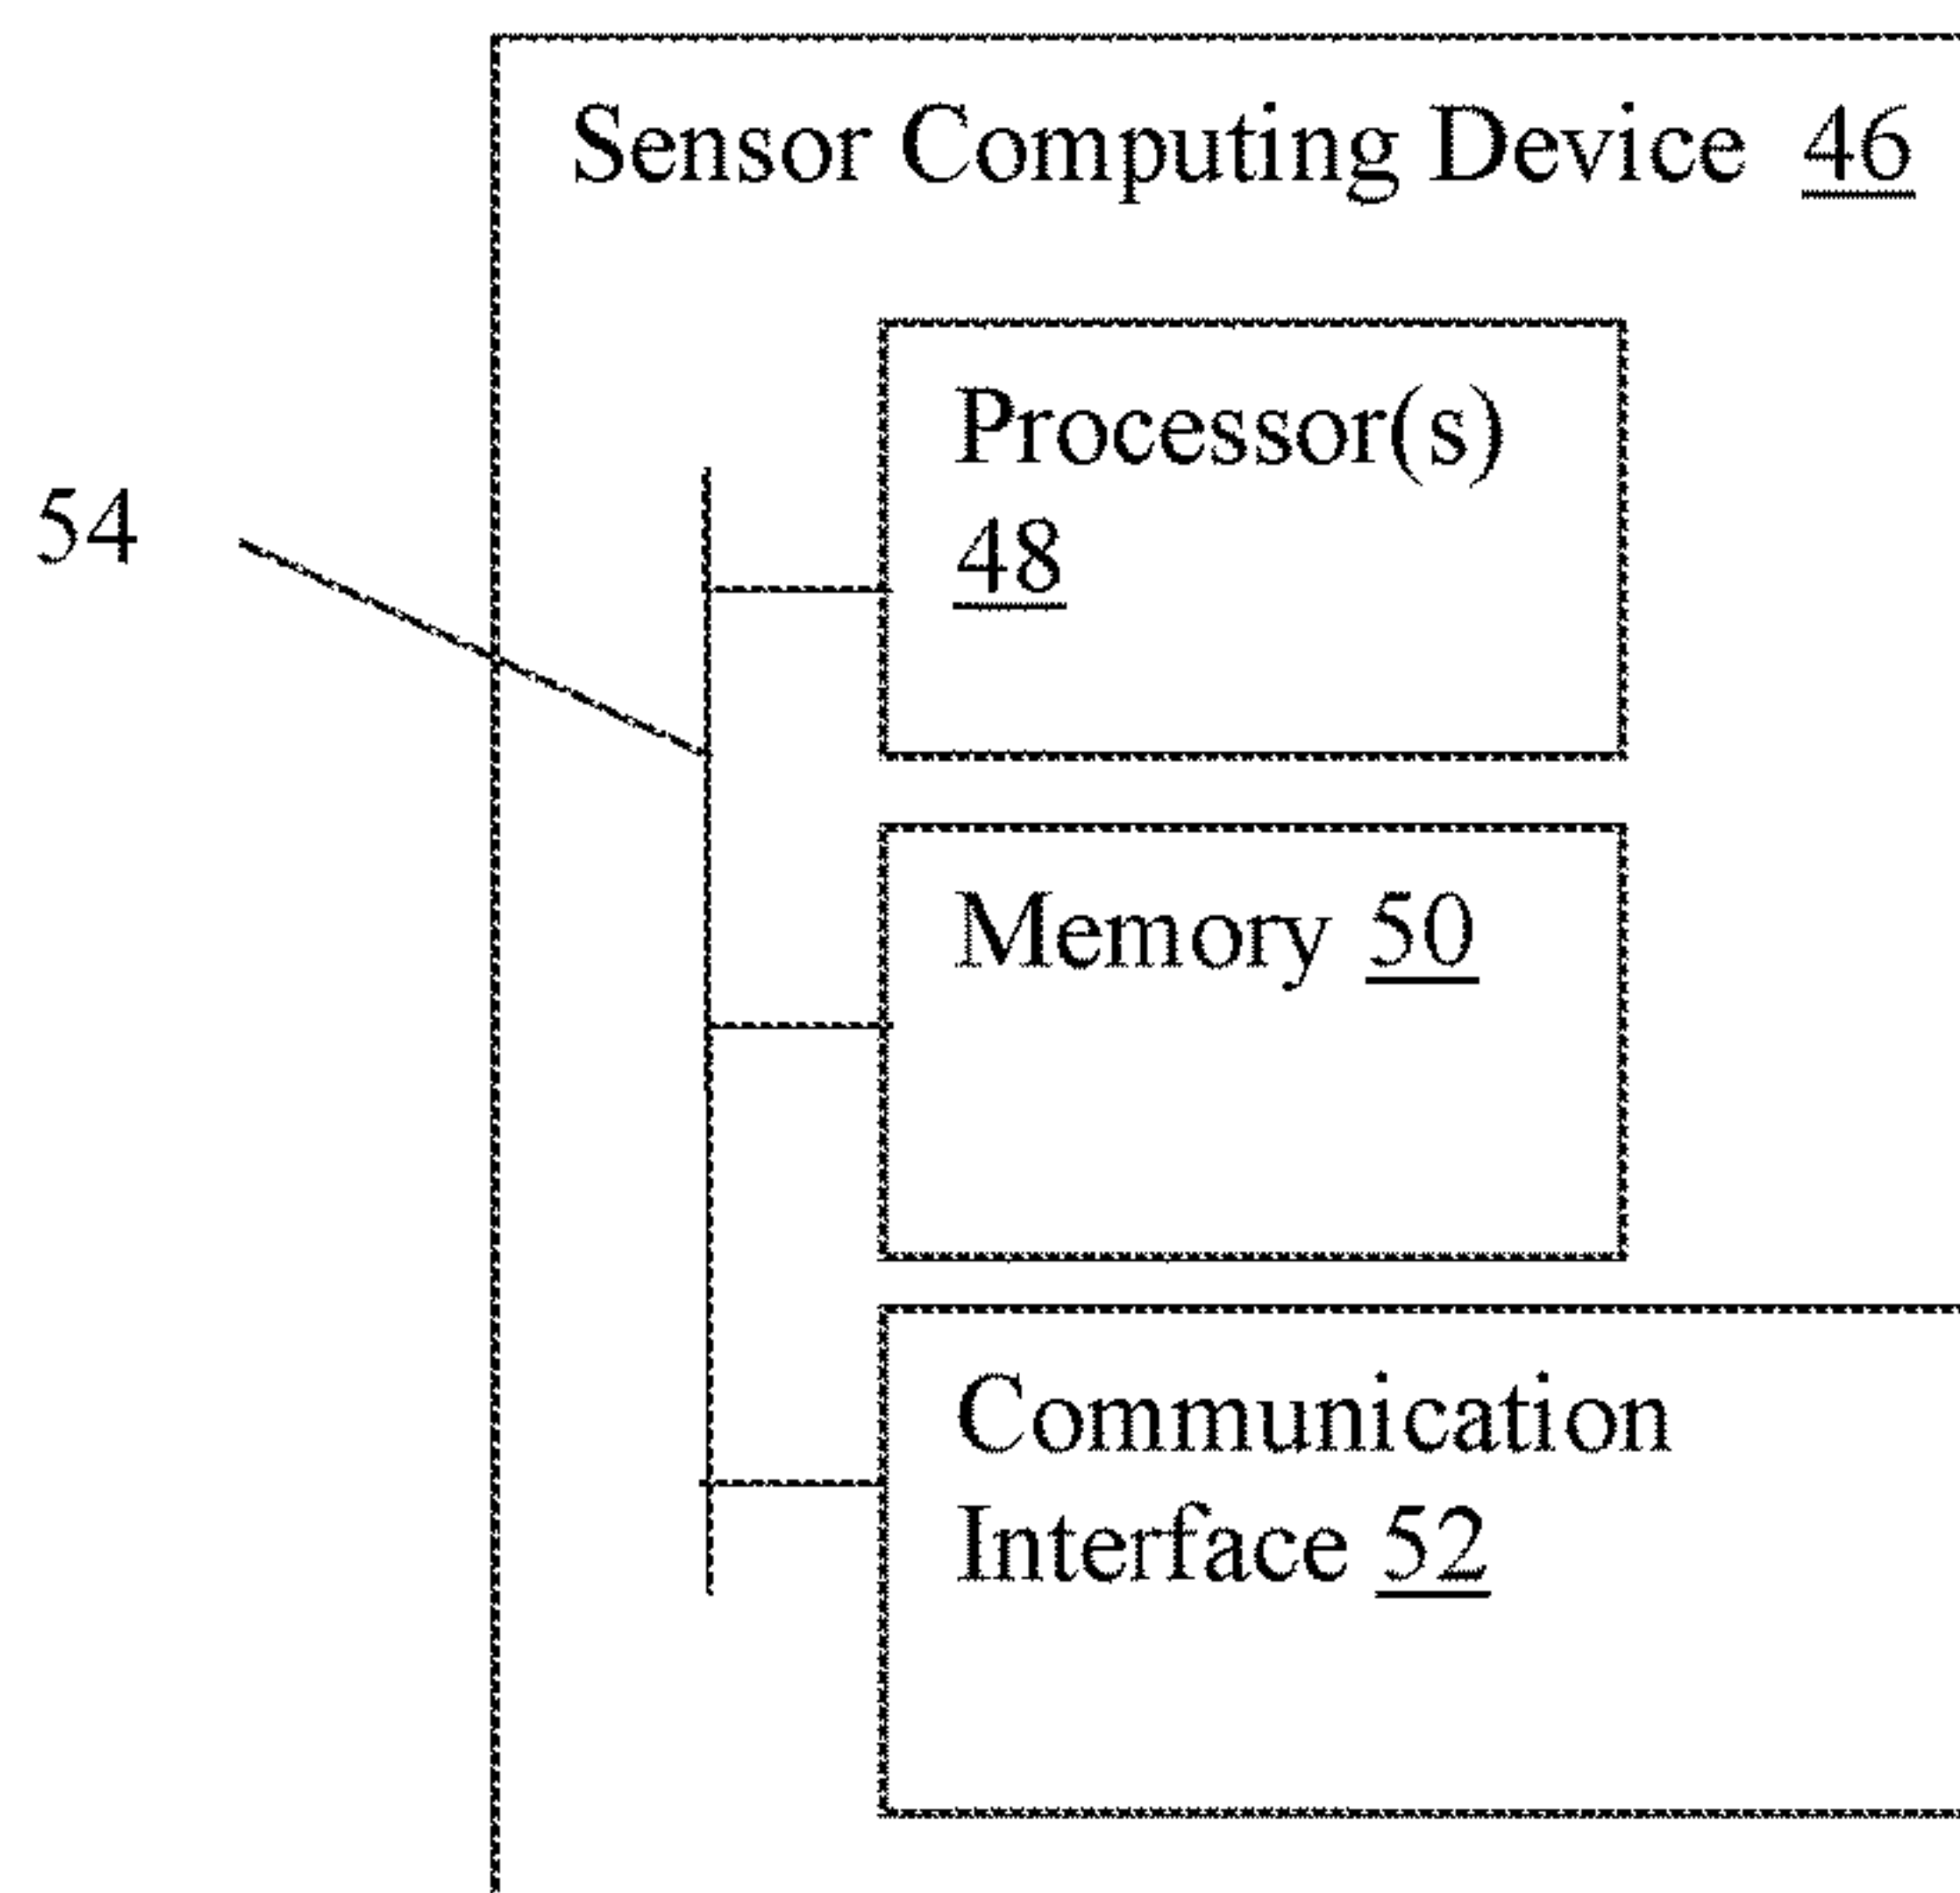 Sensor Computing Device 46
Processor(s)
48
54
Memory 50
Communication
Interface 52